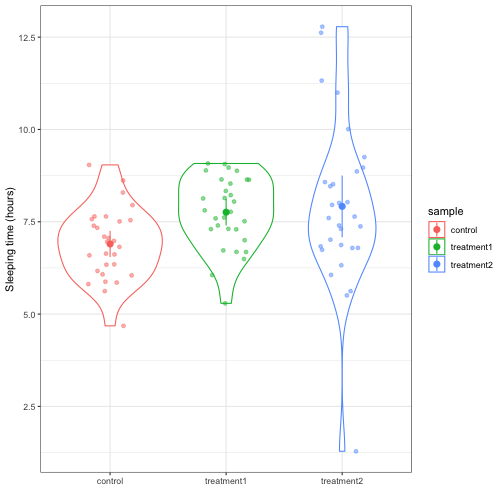 Sleeping time (hours)
12.5
10.0
7.5
5.0
2.5
control
treatment1
treatment2
sample
control
treatment1
treatment2